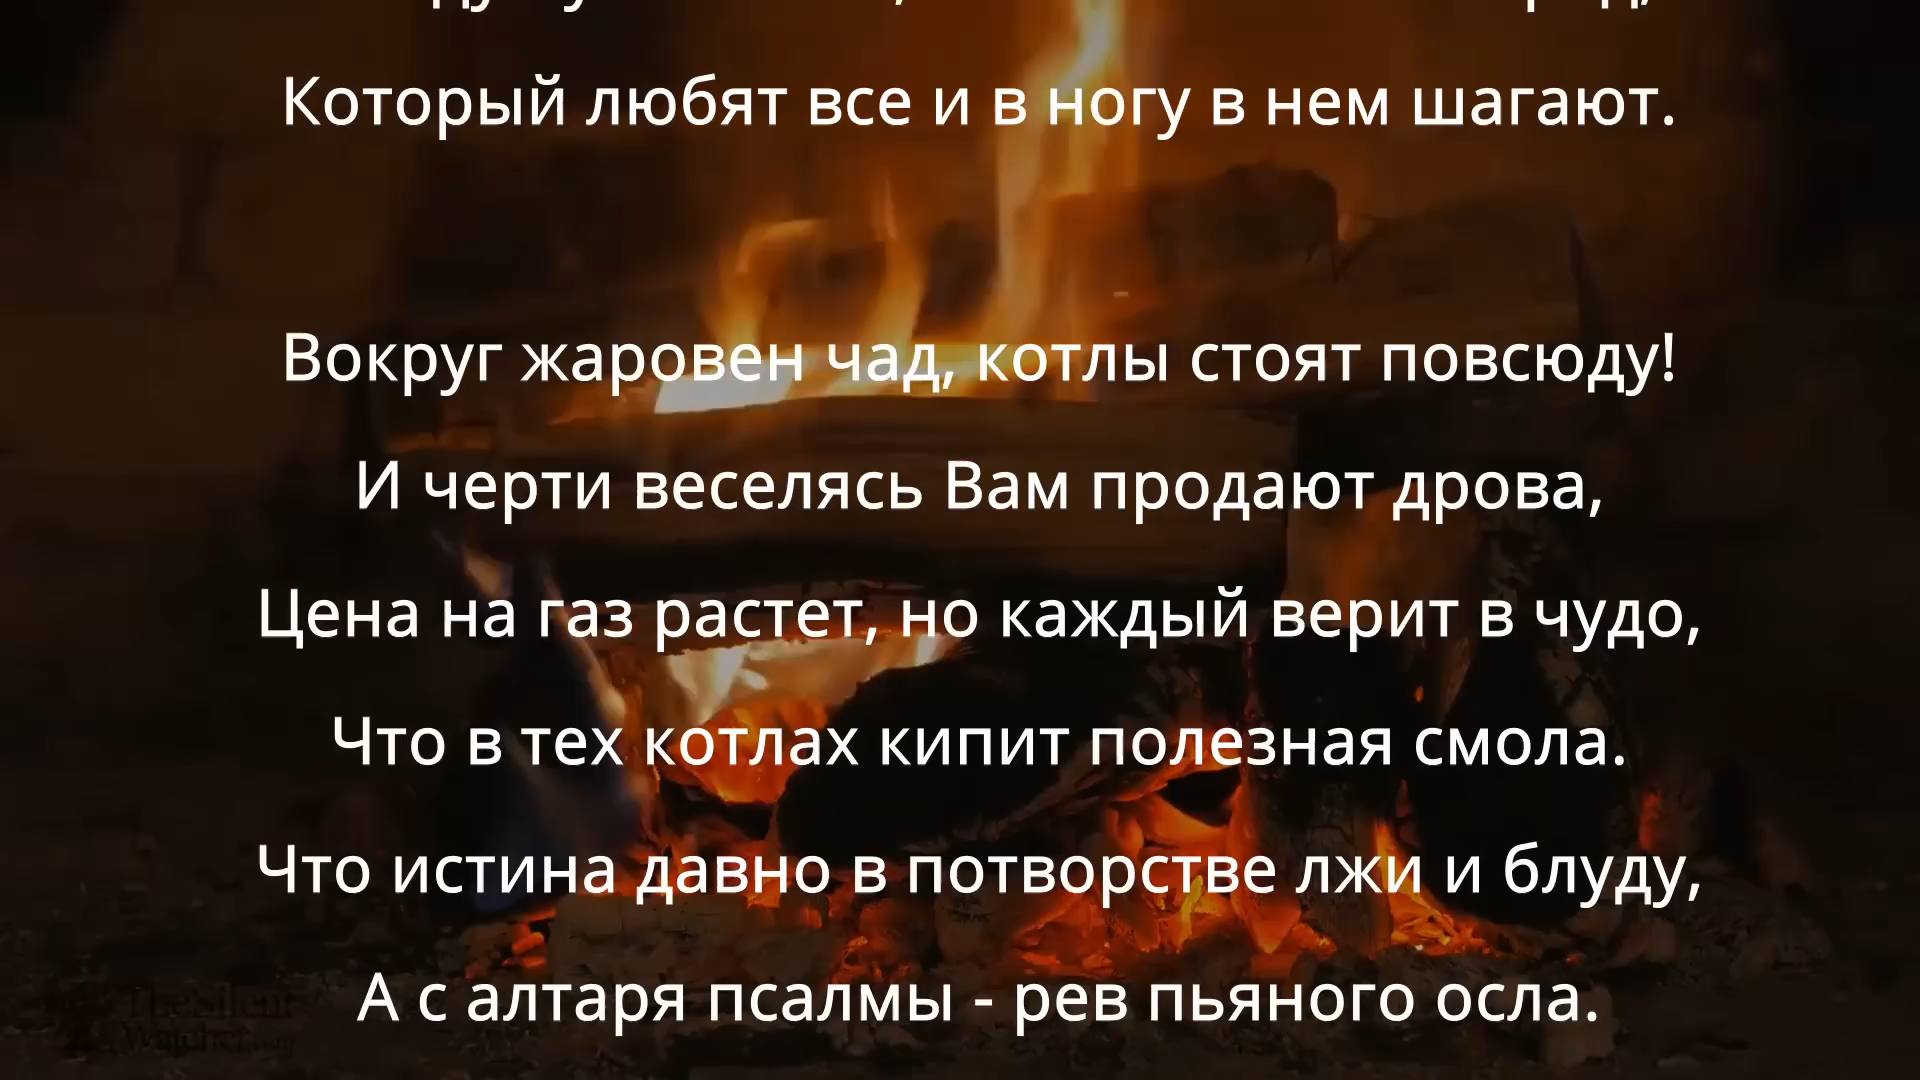 Который любят все и в ногу в нем шагают.
Вокруг жаровен чад, котлы стоят повсюду!
И черти веселясь Вам продают дрова,
Цена на газ растет, но каждый верит в чудо,
Что в тех котлах кипит полезная смола.
Что истина давно в потворстве лжи и блуду,
А с алтаря псалмы - рев пьяного осла.
TheSilent
Watcher